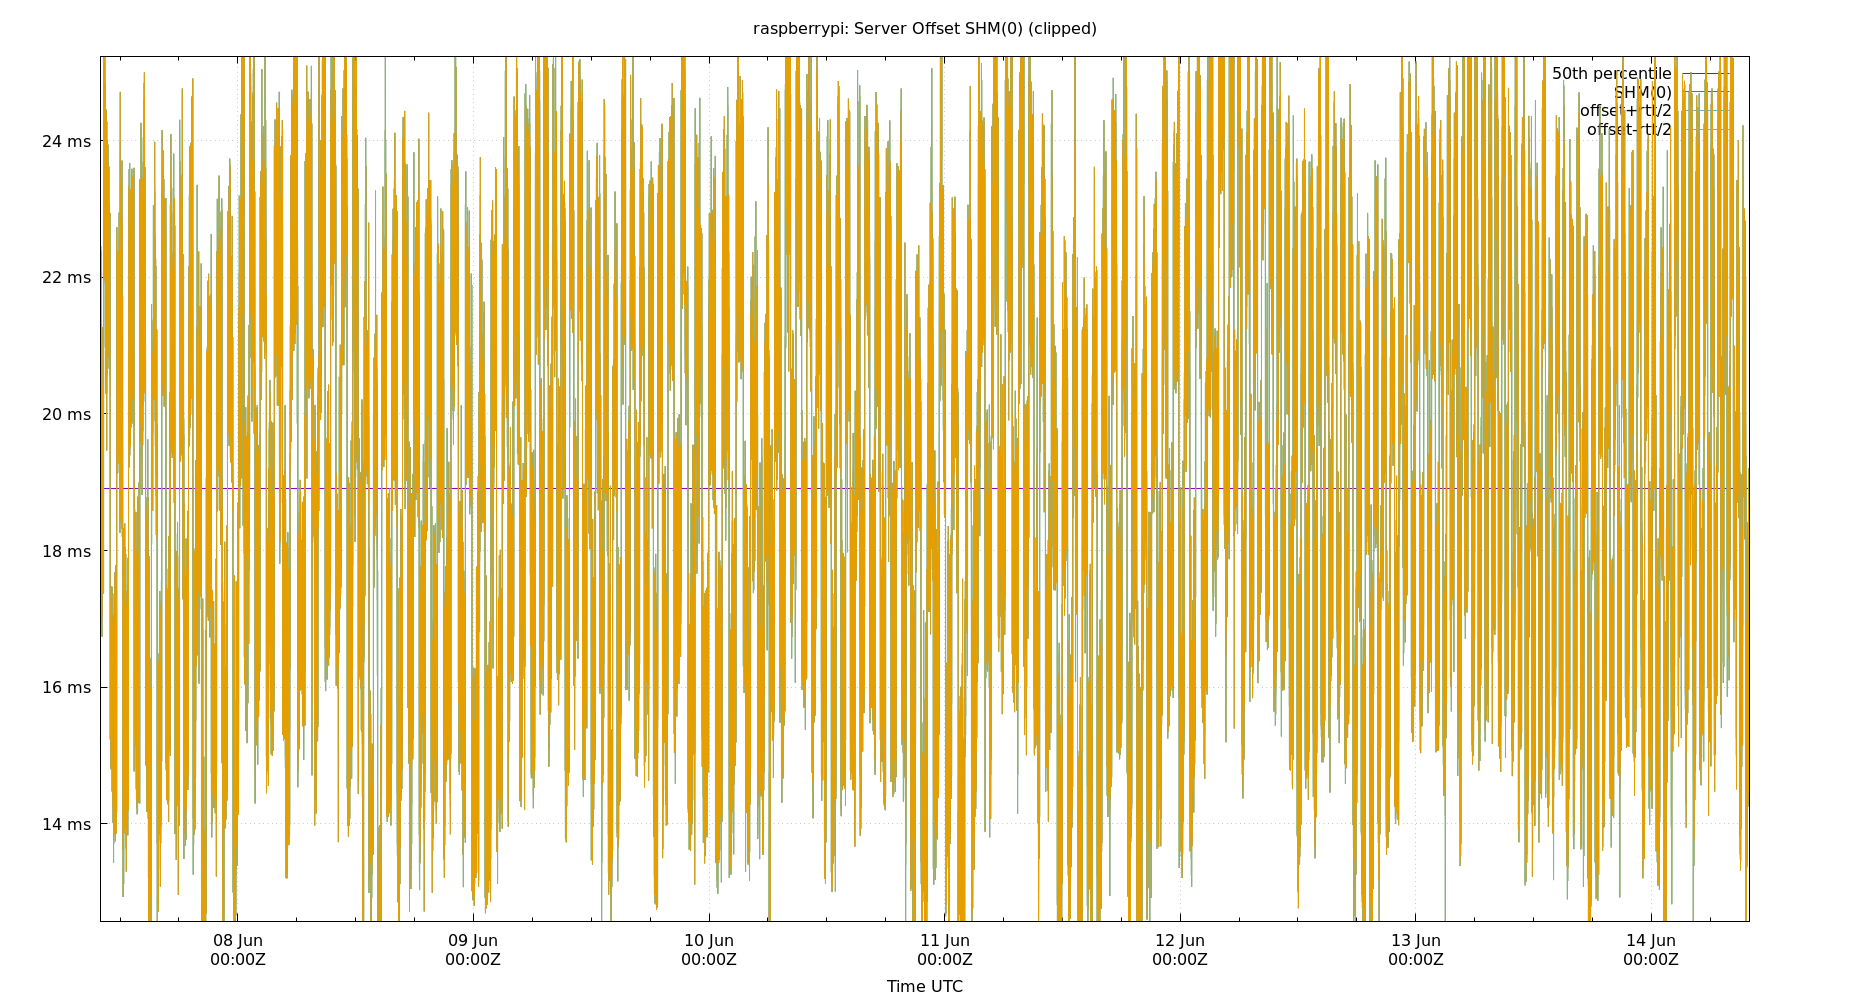 raspberrypi: Server Offset SHM(0) (clipped)
50th percentile
SHM(0)
offset+rtt/2
offset-rtt/2
24 ms
22 ms
20 ms
18 ms
16 ms
14 ms
08 Jun 09 Jun 10 Jun 11 Jun 12 Jun 13 Jun 14 Jun
00:00Z 00:00Z 00:00Z 00:00Z 00:00Z 00:00Z 00:00Z
Time UTC